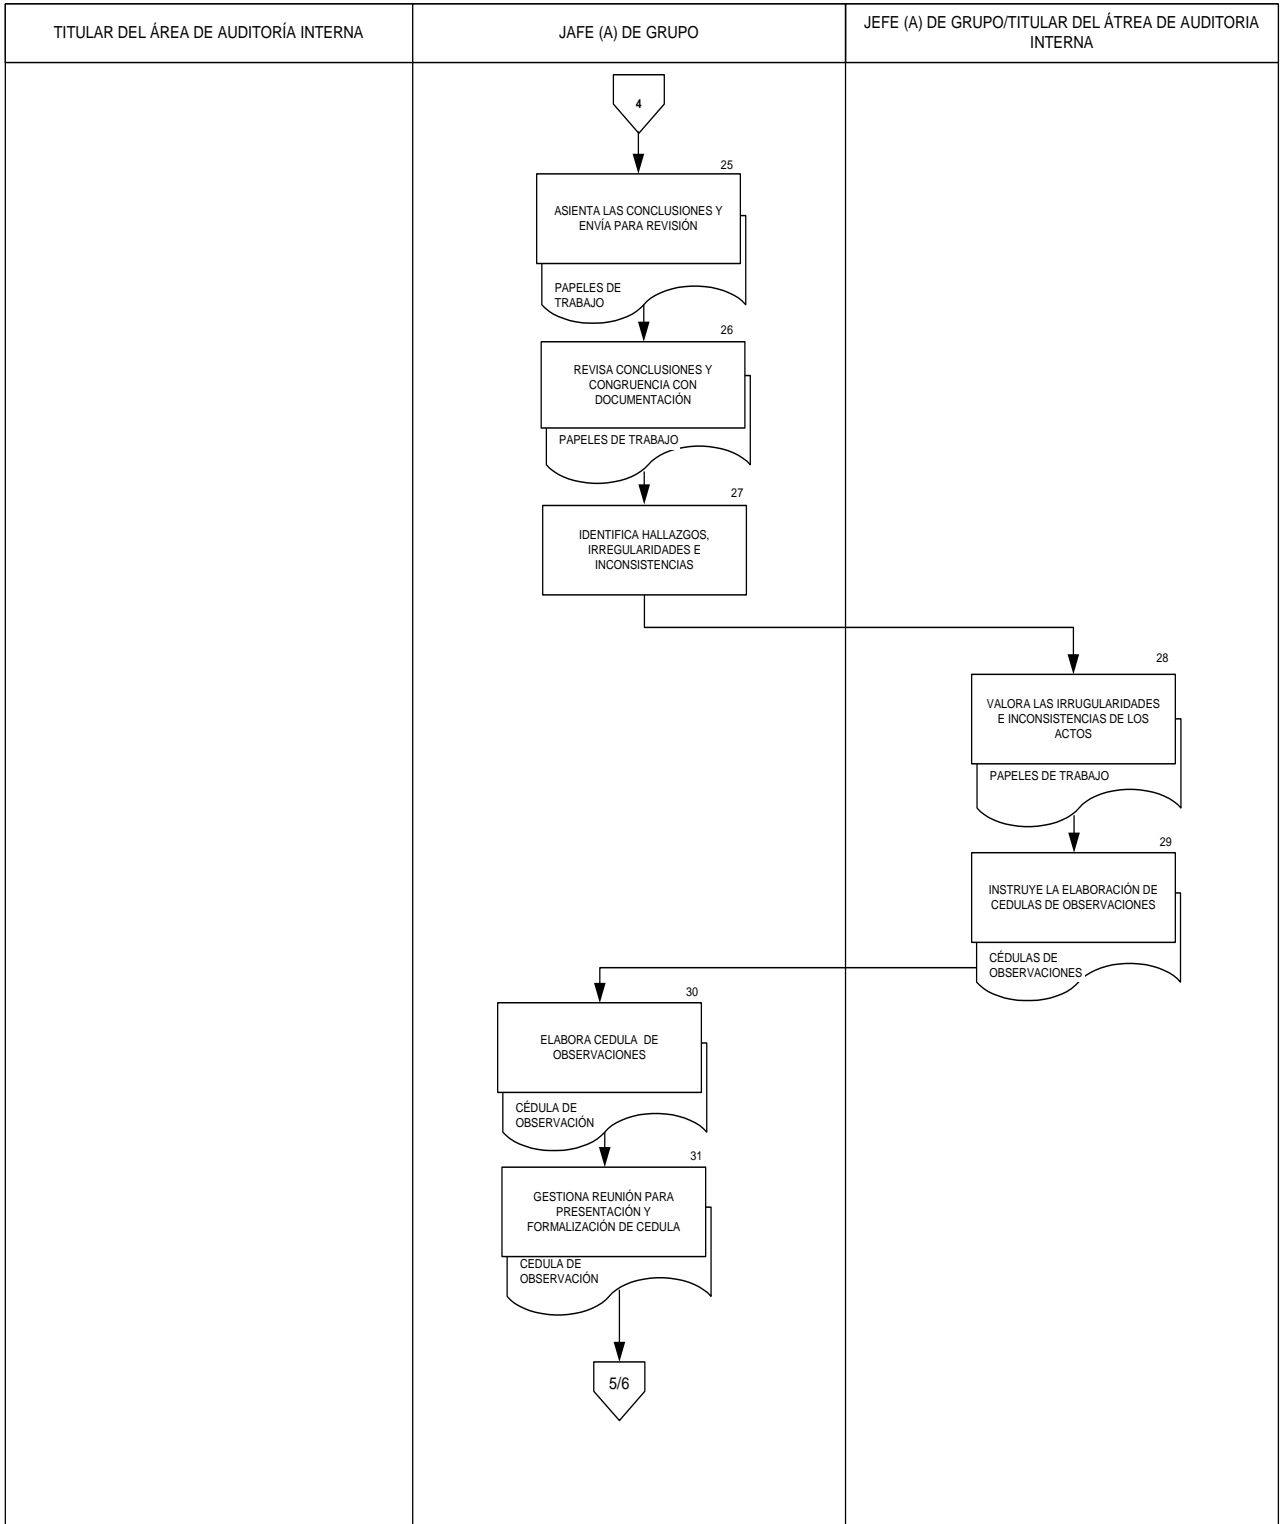 TITULAR DEL ÁREA DE AUDITORÍA INTERNA
JAFE (A) DE GRUPO
JEFE (A) DE GRUPO/TITULAR DEL ÁTREA DE AUDITORIA
INTERNA
4
25
ASIENTA LAS CONCLUSIONES Y
ENVÍA PARA REVISIÓN
PAPELES DE
TRABAJO
26
REVISA CONCLUSIONES Y
CONGRUENCIA CON
DOCUMENTACIÓN
PAPELES DE TRABAJO
27
IDENTIFICA HALLAZGOS,
IRREGULARIDADES E
INCONSISTENCIAS
28
VALORA LAS IRRUGULARIDADES
E INCONSISTENCIAS DE LOS
ACTOS
PAPELES DE TRABAJO
29
INSTRUYE LA ELABORACIÓN DE
CEDULAS DE OBSERVACIONES
CÉDULAS DE
OBSERVACIONES
30
ELABORA CEDULA  DE
OBSERVACIONES
CÉDULA DE
OBSERVACIÓN
31
GESTIONA REUNIÓN PARA
PRESENTACIÓN Y
FORMALIZACIÓN DE CEDULA
CEDULA DE
OBSERVACIÓN
5/6